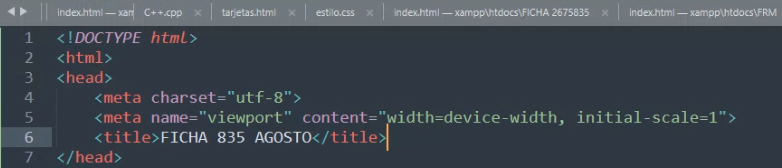 index.html — xam C++.cpp tarjetas.html estilo.css index.html — xampp\htdocs\FICHA 2675835 index.html — xampp\htdocs\FRM
1 <!DOCTYPE html>
2 <html>
3 <head>
4 <meta charset="utf-8">
5 <meta name="viewport" content="width=device-width, initial-scale=1">
6 <title>FICHA 835 AGOSTO</title>
7 </head>